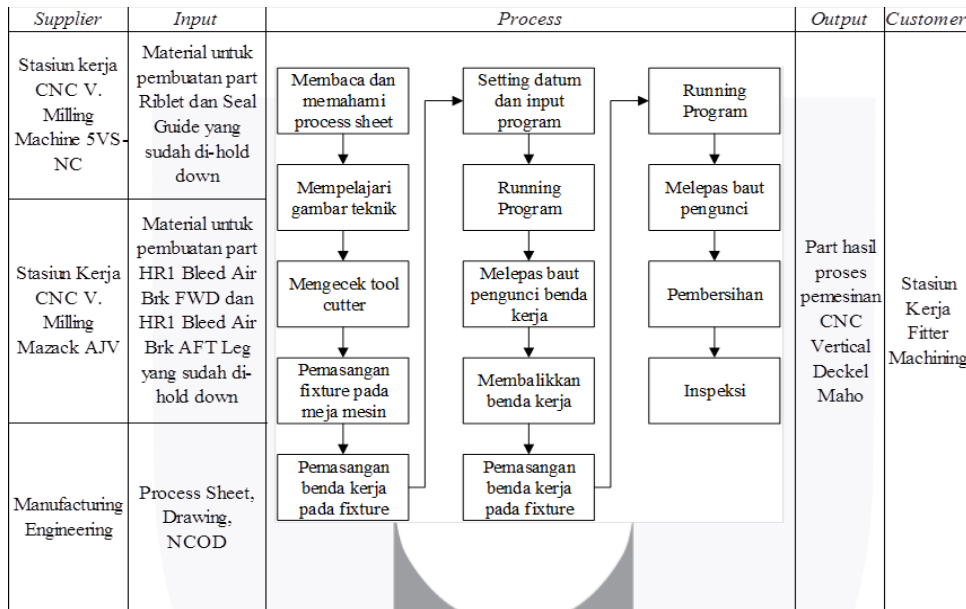 Supplier
Input
Process
Output
Customer
Stasiun kerja
CNC V.
Milling
Machine 5VS-
NC
Material untuk
pembuatan part
Riblet dan Seal
Guide yang
sudah di-hold
down
Stasiun Kerja
CNC V.
Milling
Mazack AJV
Material untuk
pembuatan part
HR1 Bleed Air
Brk FWD dan
HR1 Bleed Air
Brk AFT Leg
yang sudah di-
hold down
Manufacturing
Engineering
Process Sheet,
Drawing,
NCOD
Membaca dan
memahami
process sheet
Mempelajari
gambar teknik
Mengecek tool
cutter
Pemasangan
fixture pada
meja mesin
Pemasangan
benda kerja
pada fixture
Setting datum
dan input
program
Running
Program
Melepas baut
pengunci benda
kerja
Membalikkan
benda kerja
Pemasangan
benda kerja
pada fixture
Running
Program
Melepas baut
pengunci
Pembersihan
Inspeksi
Part hasil
proses
pemesinan
CNC
Vertical
Deckel
Maho
Stasiun
Kerja
Fitter
Machining